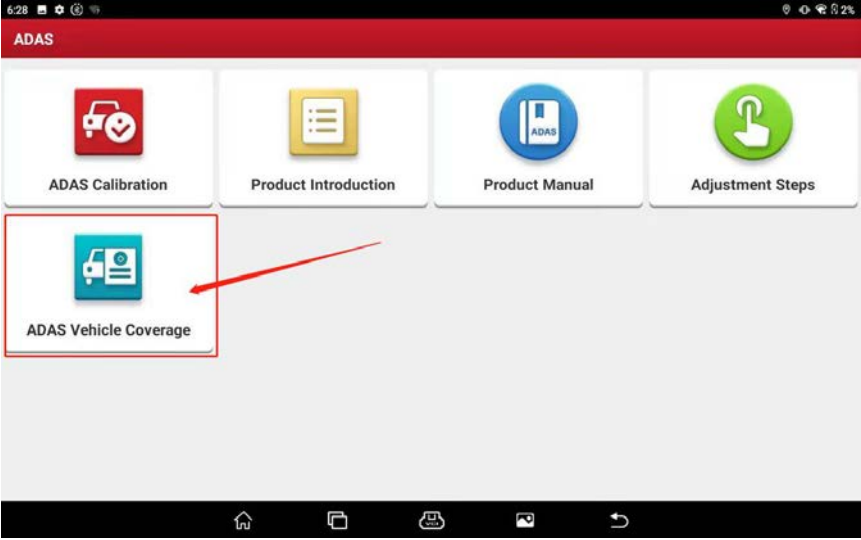 6:28
2%
ADAS
ADAS
ADAS Calibration
Product Introduction
Product Manual
Adjustment Steps
ADAS Vehicle Coverage